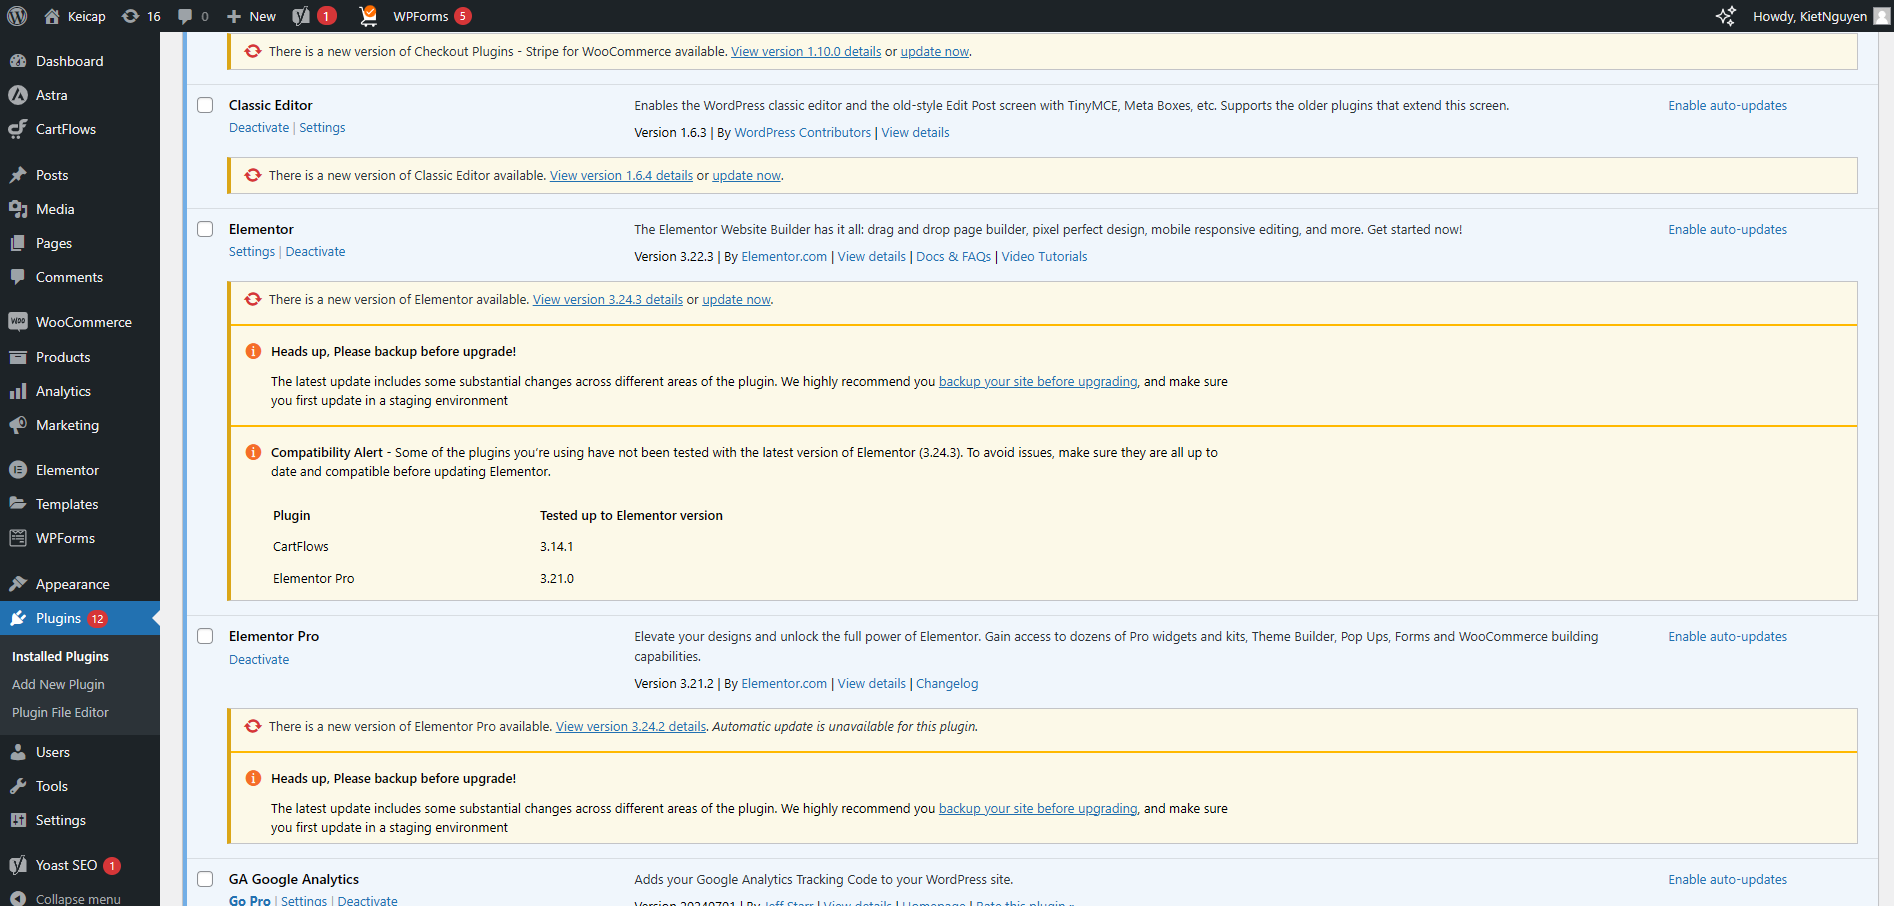 Keicap 16 0 New 1 WPForms 5 Howdy, KietNguyen
Dashboard
Astra
CartFlows
Posts
Media
Pages
Comments
WOO WooCommerce
Products
Analytics
Marketing
Elementor
Templates
WPForms
Appearance
Plugins 12
Installed Plugins
Add New Plugin
Plugin File Editor
Users
Tools
Settings
Yoast SEO 1
Collapse menu
There is a new version of Checkout Plugins - Stripe for WooCommerce available. View version 1.10.0 details or update now.
Classic Editor
Deactivate | Settings
Enables the WordPress classic editor and the old-style Edit Post screen with TinyMCE, Meta Boxes, etc. Supports the older plugins that extend this screen.
Version 1.6.3 | By WordPress Contributors | View details
Enable auto-updates
There is a new version of Classic Editor available. View version 1.6.4 details or update now.
Elementor
Settings | Deactivate
The Elementor Website Builder has it all: drag and drop page builder, pixel perfect design, mobile responsive editing, and more. Get started now!
Version 3.22.3 | By Elementor.com | View details | Docs & FAQs | Video Tutorials
Enable auto-updates
There is a new version of Elementor available. View version 3.24.3 details or update now.
Heads up, Please backup before upgrade!
The latest update includes some substantial changes across different areas of the plugin. We highly recommend you backup your site before upgrading, and make sure
you first update in a staging environment
Compatibility Alert - Some of the plugins you’re using have not been tested with the latest version of Elementor (3.24.3). To avoid issues, make sure they are all up to
date and compatible before updating Elementor.
Plugin Tested up to Elementor version
CartFlows 3.14.1
Elementor Pro 3.21.0
Elementor Pro
Deactivate
Elevate your designs and unlock the full power of Elementor. Gain access to dozens of Pro widgets and kits, Theme Builder, Pop Ups, Forms and WooCommerce building
capabilities.
Version 3.21.2 | By Elementor.com | View details | Changelog
Enable auto-updates
There is a new version of Elementor Pro available. View version 3.24.2 details. Automatic update is unavailable for this plugin.
Heads up, Please backup before upgrade!
The latest update includes some substantial changes across different areas of the plugin. We highly recommend you backup your site before upgrading, and make sure
you first update in a staging environment
GA Google Analytics
Go Pro | Settings | Deactivate
Adds your Google Analytics Tracking Code to your WordPress site.
Version 20240701 | By Jeff Starr | View details | Homepage | Rate this plugin »
Enable auto-updates